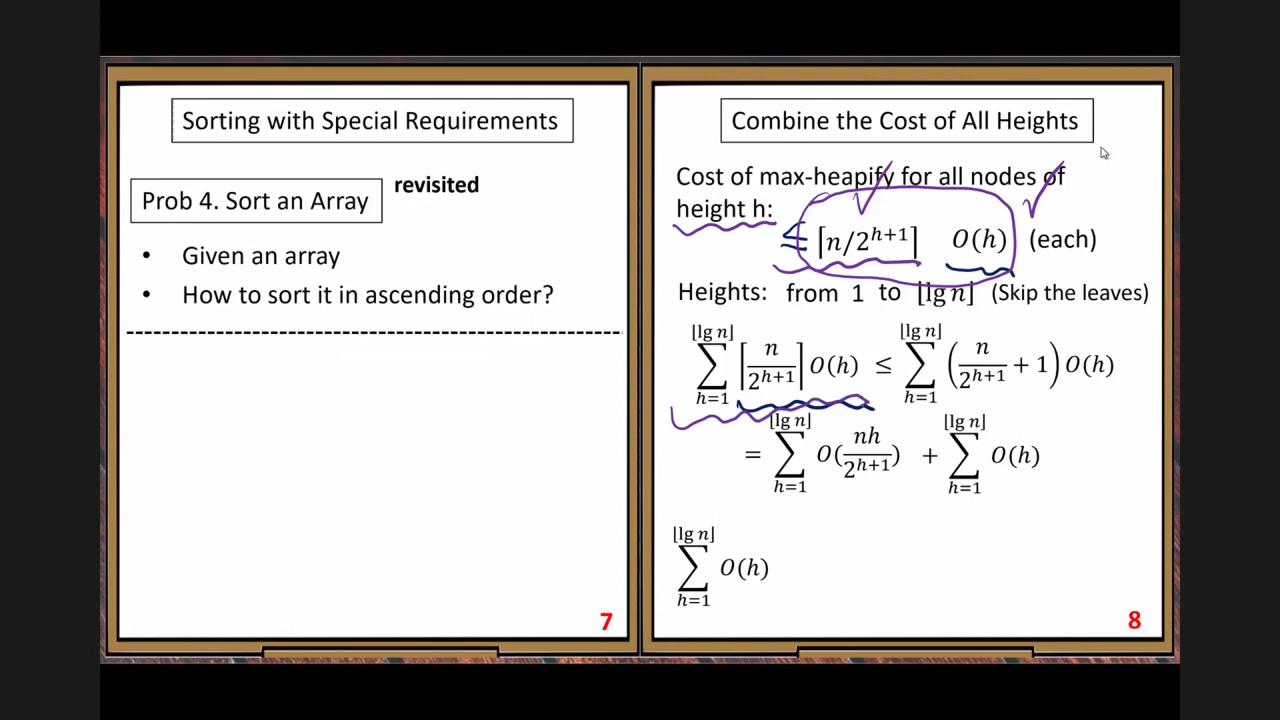 Sorting with Special Requirements
Prob 4. Sort an Array
revisited
• Given an array
• How to sort it in ascending order?
7
Combine the Cost of All Heights
Cost of max-heapify for all nodes of
height h:
≤ ⌈n/2^{h+1}⌉ O(h) (each)
Heights: from 1 to ⌊lg n⌋ (Skip the leaves)
∑_{h=1}^{⌊lg n⌋} ⌈n/2^{h+1}⌉ O(h) ≤ ∑_{h=1}^{⌊lg n⌋} (n/2^{h+1} + 1) O(h)
= ∑_{h=1}^{⌊lg n⌋} O(nh/2^{h+1}) + ∑_{h=1}^{⌊lg n⌋} O(h)
∑_{h=1}^{⌊lg n⌋} O(h)
8